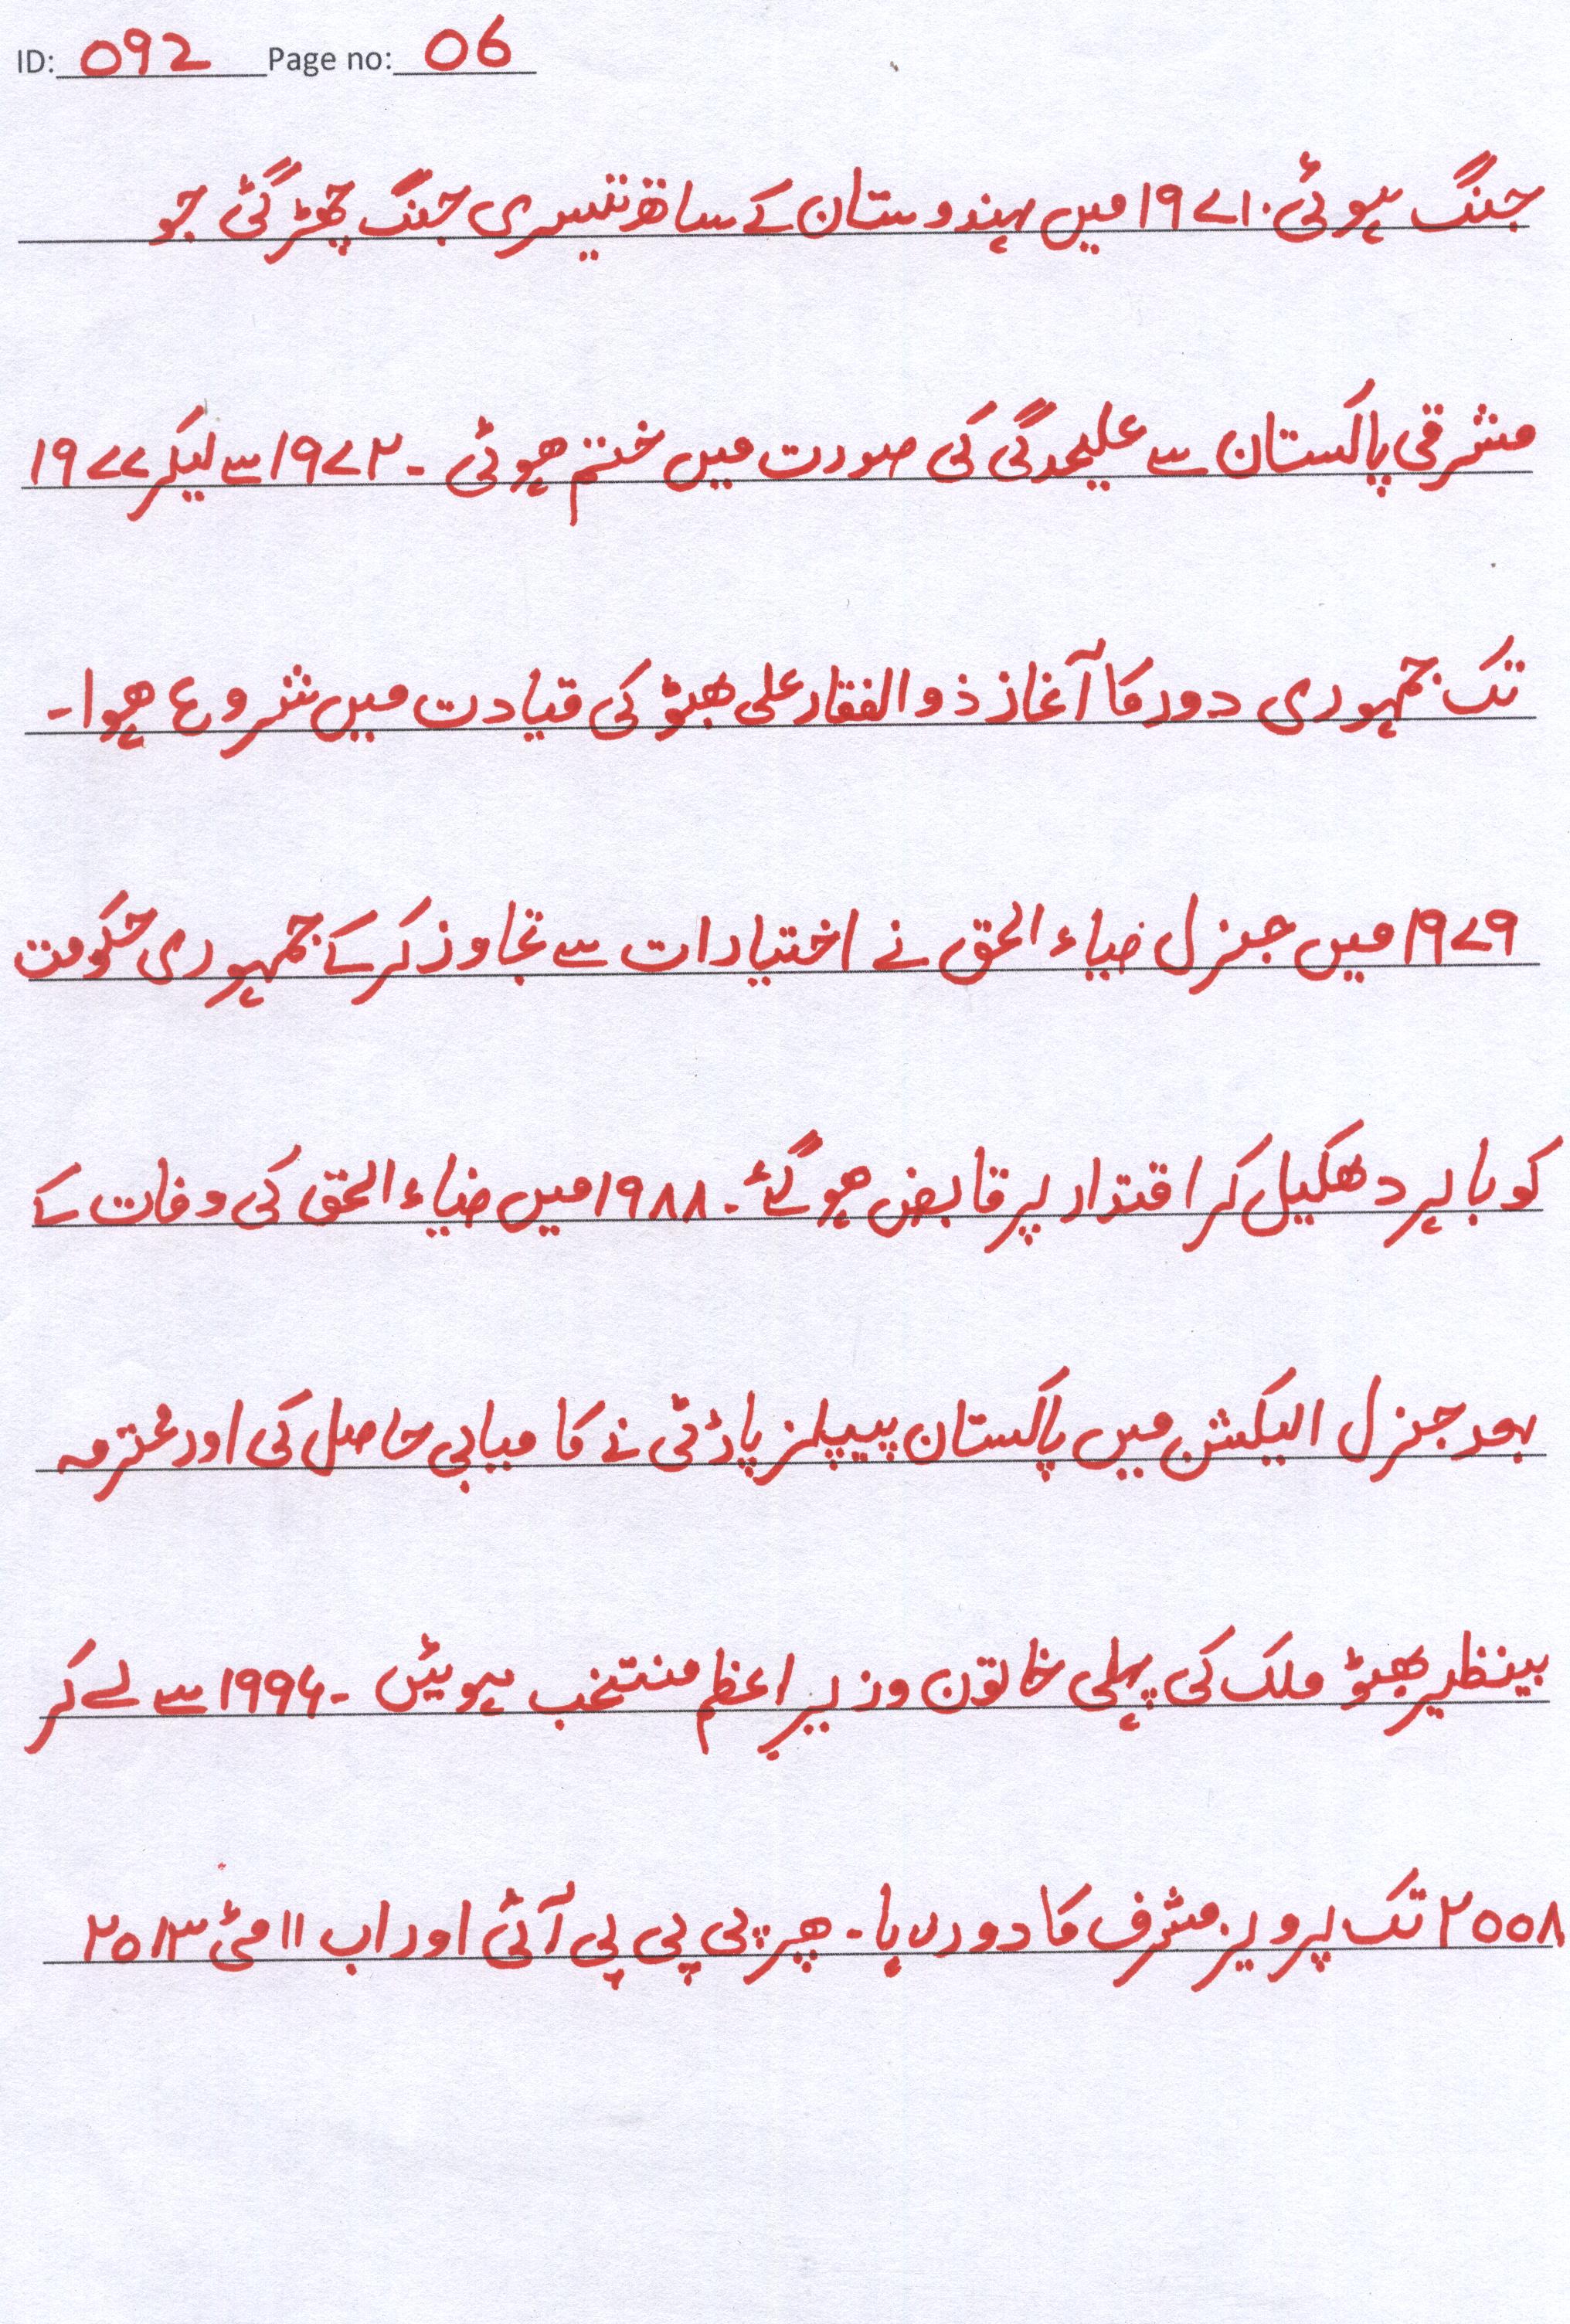 ID: 092 Page no: 06
جنگ ہوئی۔ ۱۹۷۱ میں ہندوستان کے ساتھ تیسری جنگ چھڑ گئی جو
مشرقی پاکستان سے علیحدگی کی صورت میں ختم ہوئی ۔ ۱۹۷۲ سے لیکر ۱۹۷۷
تک جمہوری دور کا آغاز ذوالفقار علی بھٹو کی قیادت میں شروع ہوا۔
۱۹۷۹ میں جنرل ضیاء الحق نے اختیارات سے تجاوز کرکے جمہوری حکومت
کو باہر دھکیل کر اقتدار پر قابض ہوگئے ۔ ۱۹۸۸ میں ضیاء الحق کی وفات کے
بعد جنرل الیکشن میں پاکستان پیپلز پارٹی نے کامیابی حاصل کی اور محترمہ
بینظیر بھٹو ملک کی پہلی خاتون وزیر اعظم منتخب ہوئیں ۔ ۱۹۹۶ سے لے کر
۲۰۰۸ تک پرویز مشرف کا دور رہا ۔ پھر پی پی پی آئی اور اب ۱۱ مئی ۲۰۱۳